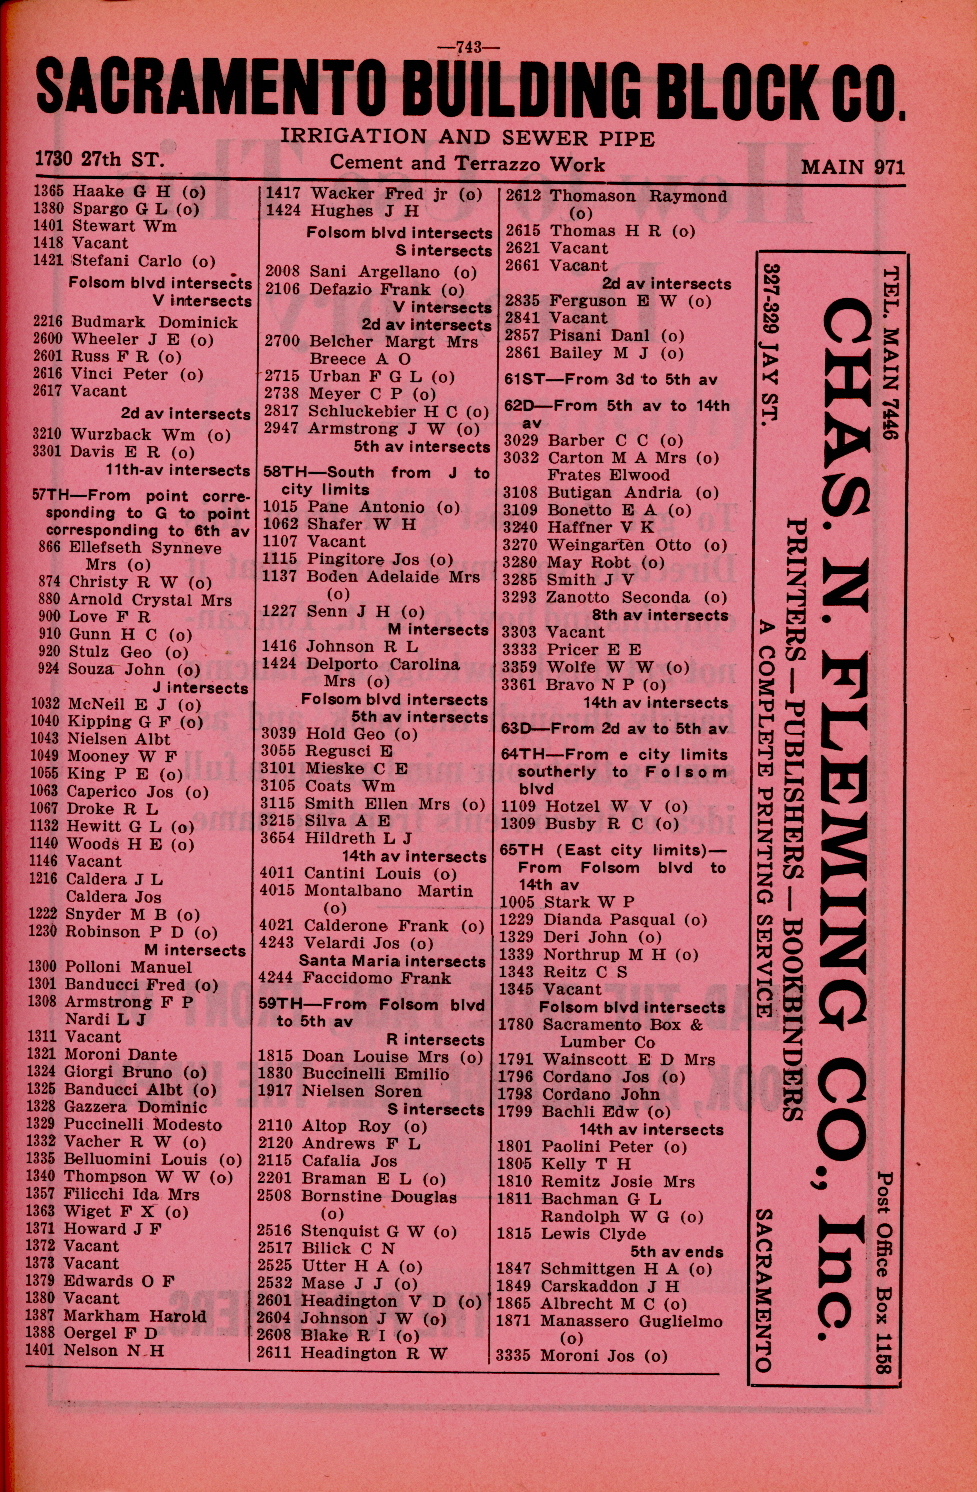 —743—
SACRAMENTO BUILDING BLOCK CO.
IRRIGATION AND SEWER PIPE
1730 27th ST. Cement and Terrazzo Work MAIN 971
1365 Haake G H (o)
1380 Spargo G L (o)
1401 Stewart Wm
1418 Vacant
1421 Stefani Carlo (o)
Folsom blvd intersects
V intersects
2216 Budmark Dominick
2600 Wheeler J E (o)
2601 Russ F R (o)
2616 Vinci Peter (o)
2617 Vacant
2d av intersects
3210 Wurzback Wm (o)
3301 Davis E R (o)
11th-av intersects
57TH—From point corre-
sponding to G to point
corresponding to 6th av
866 Ellefseth Synneve
Mrs (o)
874 Christy R W (o)
880 Arnold Crystal Mrs
900 Love F R
910 Gunn H C (o)
920 Stulz Geo (o)
924 Souza John (o)
J intersects
1032 McNeil E J (o)
1040 Kipping G F (o)
1043 Nielsen Albt
1049 Mooney W F
1055 King P E (o)
1063 Caperico Jos (o)
1067 Droke R L
1132 Hewitt G L (o)
1140 Woods H E (o)
1146 Vacant
1216 Caldera J L
Caldera Jos
1222 Snyder M B (o)
1230 Robinson P D (o)
M intersects
1300 Polloni Manuel
1301 Banducci Fred (o)
1308 Armstrong F P
Nardi L J
1311 Vacant
1321 Moroni Dante
1324 Giorgi Bruno (o)
1325 Banducci Albt (o)
1328 Gazzera Dominic
1329 Puccinelli Modesto
1332 Vacher R W (o)
1335 Belluomini Louis (o)
1340 Thompson W W (o)
1357 Filicchi Ida Mrs
1363 Wiget F X (o)
1371 Howard J F
1372 Vacant
1373 Vacant
1379 Edwards O F
1380 Vacant
1387 Markham Harold
1388 Oergel F D
1401 Nelson N H
1417 Wacker Fred jr (o)
1424 Hughes J H
Folsom blvd intersects
S intersects
2008 Sani Argellano (o)
2106 Defazio Frank (o)
V intersects
2d av intersects
2700 Belcher Margt Mrs
Breece A O
2715 Urban F G L (o)
2738 Meyer C P (o)
2817 Schluckebier H C (o)
2947 Armstrong J W (o)
5th av intersects
58TH—South from J to
city limits
1015 Pane Antonio (o)
1062 Shafer W H
1107 Vacant
1115 Pingitore Jos (o)
1137 Boden Adelaide Mrs
(o)
1227 Senn J H (o)
M intersects
1416 Johnson R L
1424 Delporto Carolina
Mrs (o)
Folsom blvd intersects
5th av intersects
3039 Hold Geo (o)
3055 Regusci E
3101 Mieske C E
3105 Coats Wm
3115 Smith Ellen Mrs (o)
3215 Silva A E
3654 Hildreth L J
14th av intersects
4011 Cantini Louis (o)
4015 Montalbano Martin
(o)
4021 Calderone Frank (o)
4243 Velardi Jos (o)
Santa Maria intersects
4244 Faccidomo Frank
59TH—From Folsom blvd
to 5th av
R intersects
1815 Doan Louise Mrs (o)
1830 Buccinelli Emilio
1917 Nielsen Soren
S intersects
2110 Altop Roy (o)
2120 Andrews F L
2115 Cafalia Jos
2201 Braman E L (o)
2508 Bornstine Douglas
(o)
2516 Stenquist G W (o)
2517 Bilick C N
2525 Utter H A (o)
2532 Mase J J (o)
2601 Headington V D (o)
2604 Johnson J W (o)
2608 Blake R I (o)
2611 Headington R W
2612 Thomason Raymond
(o)
2615 Thomas H R (o)
2621 Vacant
2661 Vacant
2d av intersects
2835 Ferguson E W (o)
2841 Vacant
2857 Pisani Danl (o)
2861 Bailey M J (o)
61ST—From 3d to 5th av
62D—From 5th av to 14th
av
3029 Barber C C (o)
3032 Carton M A Mrs (o)
Frates Elwood
3108 Butigan Andria (o)
3109 Bonetto E A (o)
3240 Haffner V K
3270 Weingarten Otto (o)
3280 May Robt (o)
3285 Smith J V
3293 Zanotto Seconda (o)
8th av intersects
3303 Vacant
3333 Pricer E E
3359 Wolfe W W (o)
3361 Bravo N P (o)
14th av intersects
63D—From 2d av to 5th av
64TH—From e city limits
southerly to Folsom
blvd
1109 Hotzel W V (o)
1309 Busby R C (o)
65TH (East city limits)—
From Folsom blvd to
14th av
1005 Stark W P
1229 Dianda Pasqual (o)
1329 Deri John (o)
1339 Northrup M H (o)
1343 Reitz C S
1345 Vacant
Folsom blvd intersects
1780 Sacramento Box &
Lumber Co
1791 Wainscott E D Mrs
1796 Cordano Jos (o)
1798 Cordano John
1799 Bachli Edw (o)
14th av intersects
1801 Paolini Peter (o)
1805 Kelly T H
1810 Remitz Josie Mrs
1811 Bachman G L
Randolph W G (o)
1815 Lewis Clyde
5th av ends
1847 Schmittgen H A (o)
1849 Carskaddon J H
1865 Albrecht M C (o)
1871 Manassero Guglielmo
(o)
3335 Moroni Jos (o)
TEL. MAIN 7446 Post Office Box 1158
CHAS. N. FLEMING CO., Inc.
PRINTERS — PUBLISHERS — BOOKBINDERS
327-329 JAY ST. A COMPLETE PRINTING SERVICE SACRAMENTO